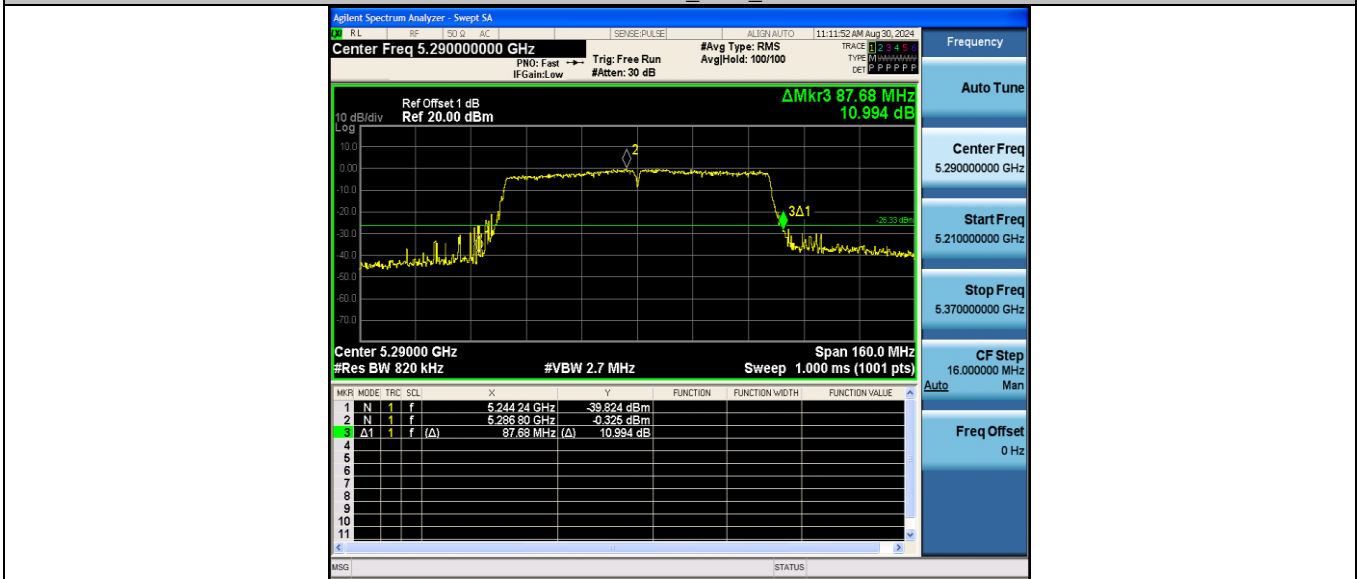 Agilent Spectrum Analyzer - Swept SA
RL RF 50 Ω AC SENSE:PULSE ALIGN AUTO 11:11:52 AM Aug 30, 2024
Center Freq 5.290000000 GHz
PNO: Fast
IFGain:Low
Trig: Free Run
#Atten: 30 dB
#Avg Type: RMS
Avg|Hold: 100/100
TRACE 1 2 3 4 5 6
TYPE M
DET P P P P P P
ΔMkr3 87.68 MHz
10.994 dB
Ref Offset 1 dB
10 dB/div Ref 20.00 dBm
Log
10.0
0.00
-10.0
-20.0
-30.0
-40.0
-50.0
-60.0
-70.0
2
3Δ1
-26.33 dBm
Center 5.29000 GHz Span 160.0 MHz
#Res BW 820 kHz #VBW 2.7 MHz Sweep 1.000 ms (1001 pts)
MKR MODE TRC SCL X Y FUNCTION FUNCTION WIDTH FUNCTION VALUE
1 N 1 f 5.244 24 GHz -39.824 dBm
2 N 1 f 5.286 80 GHz -0.325 dBm
3 Δ1 1 f (Δ) 87.68 MHz (Δ) 10.994 dB
4
5
6
7
8
9
10
11
MSG STATUS
Frequency
Auto Tune
Center Freq
5.290000000 GHz
Start Freq
5.210000000 GHz
Stop Freq
5.370000000 GHz
CF Step
16.000000 MHz
Auto Man
Freq Offset
0 Hz